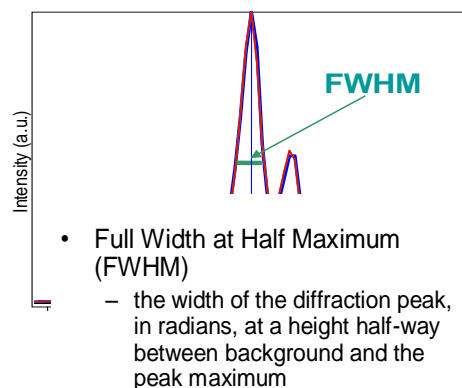 FWHM
Intensity (a.u.)
• Full Width at Half Maximum
(FWHM)
– the width of the diffraction peak,
in radians, at a height half-way
between background and the
peak maximum